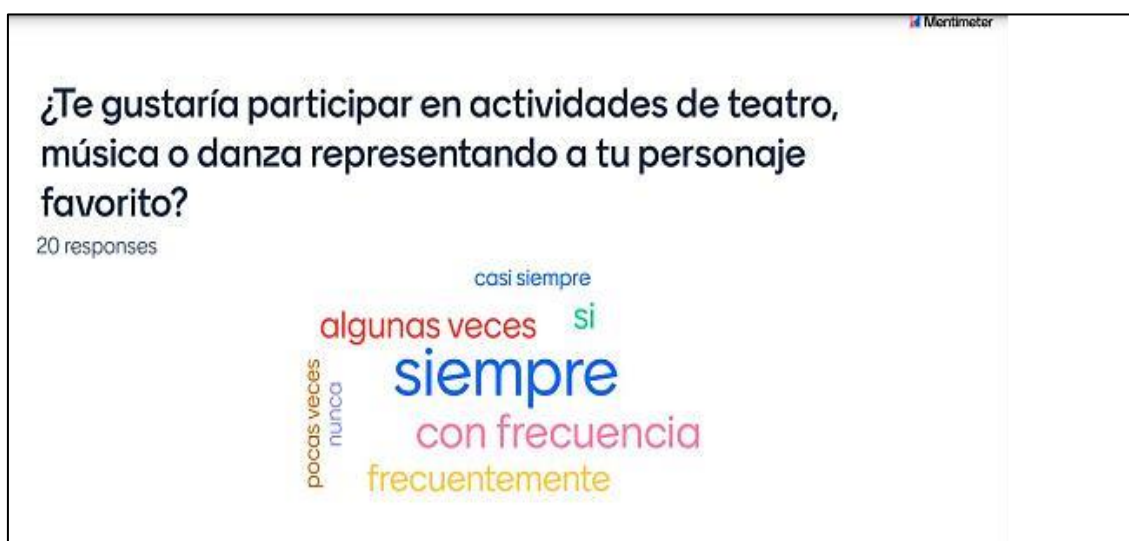 Mentimeter
¿Te gustaría participar en actividades de teatro,
música o danza representando a tu personaje
favorito?
20 responses
casi siempre
algunas veces
si
siempre
pocas veces
nunca
con frecuencia
frecuentemente